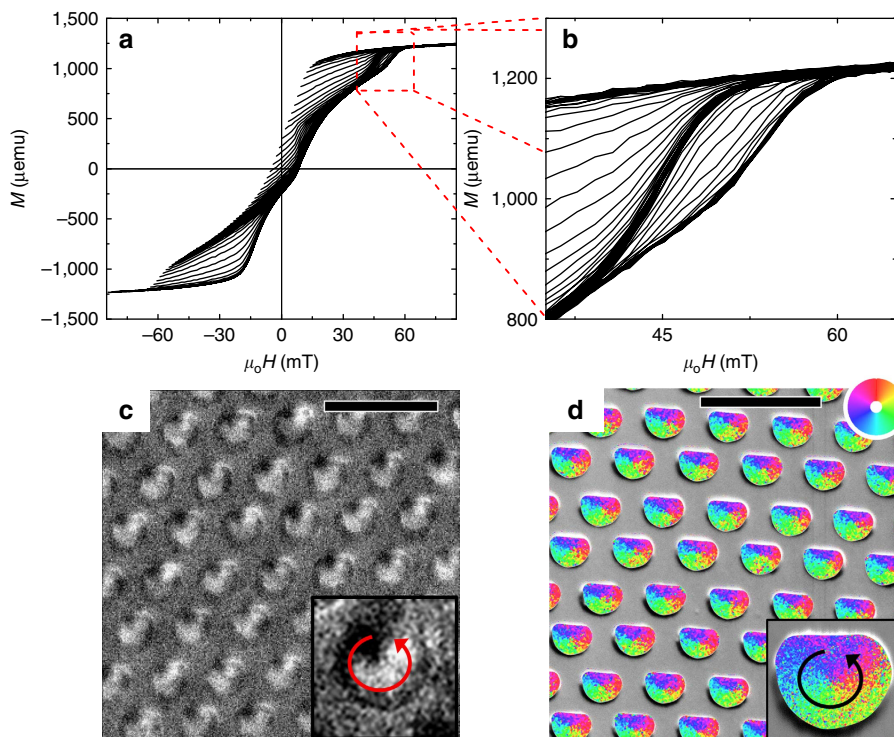 a
b
1,500
1,000
500
0
–500
–1,000
–1,500
M (μemu)
–60
–30
0
30
60
μₒH (mT)
1,200
1,000
800
M (μemu)
45
60
μₒH (mT)
c
d